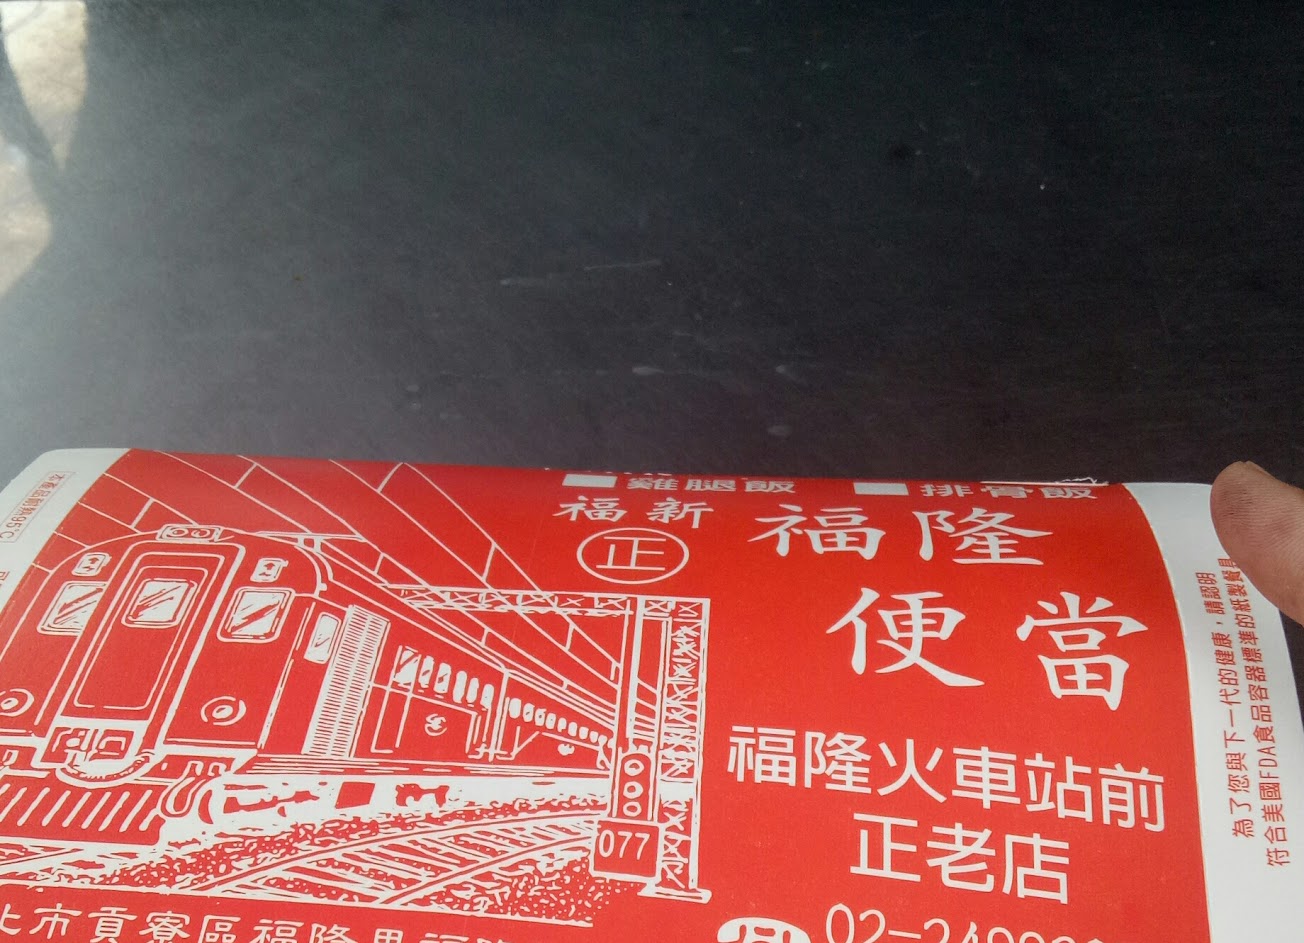 □雞腿飯 □排骨飯
福新
正
福隆
便當
福隆火車站前
正老店
077
市貢寮區福隆里福
02-2499
為了您與下一代的健康，請認明
符合美國FDA食品容器標準的紙製餐具
95°C